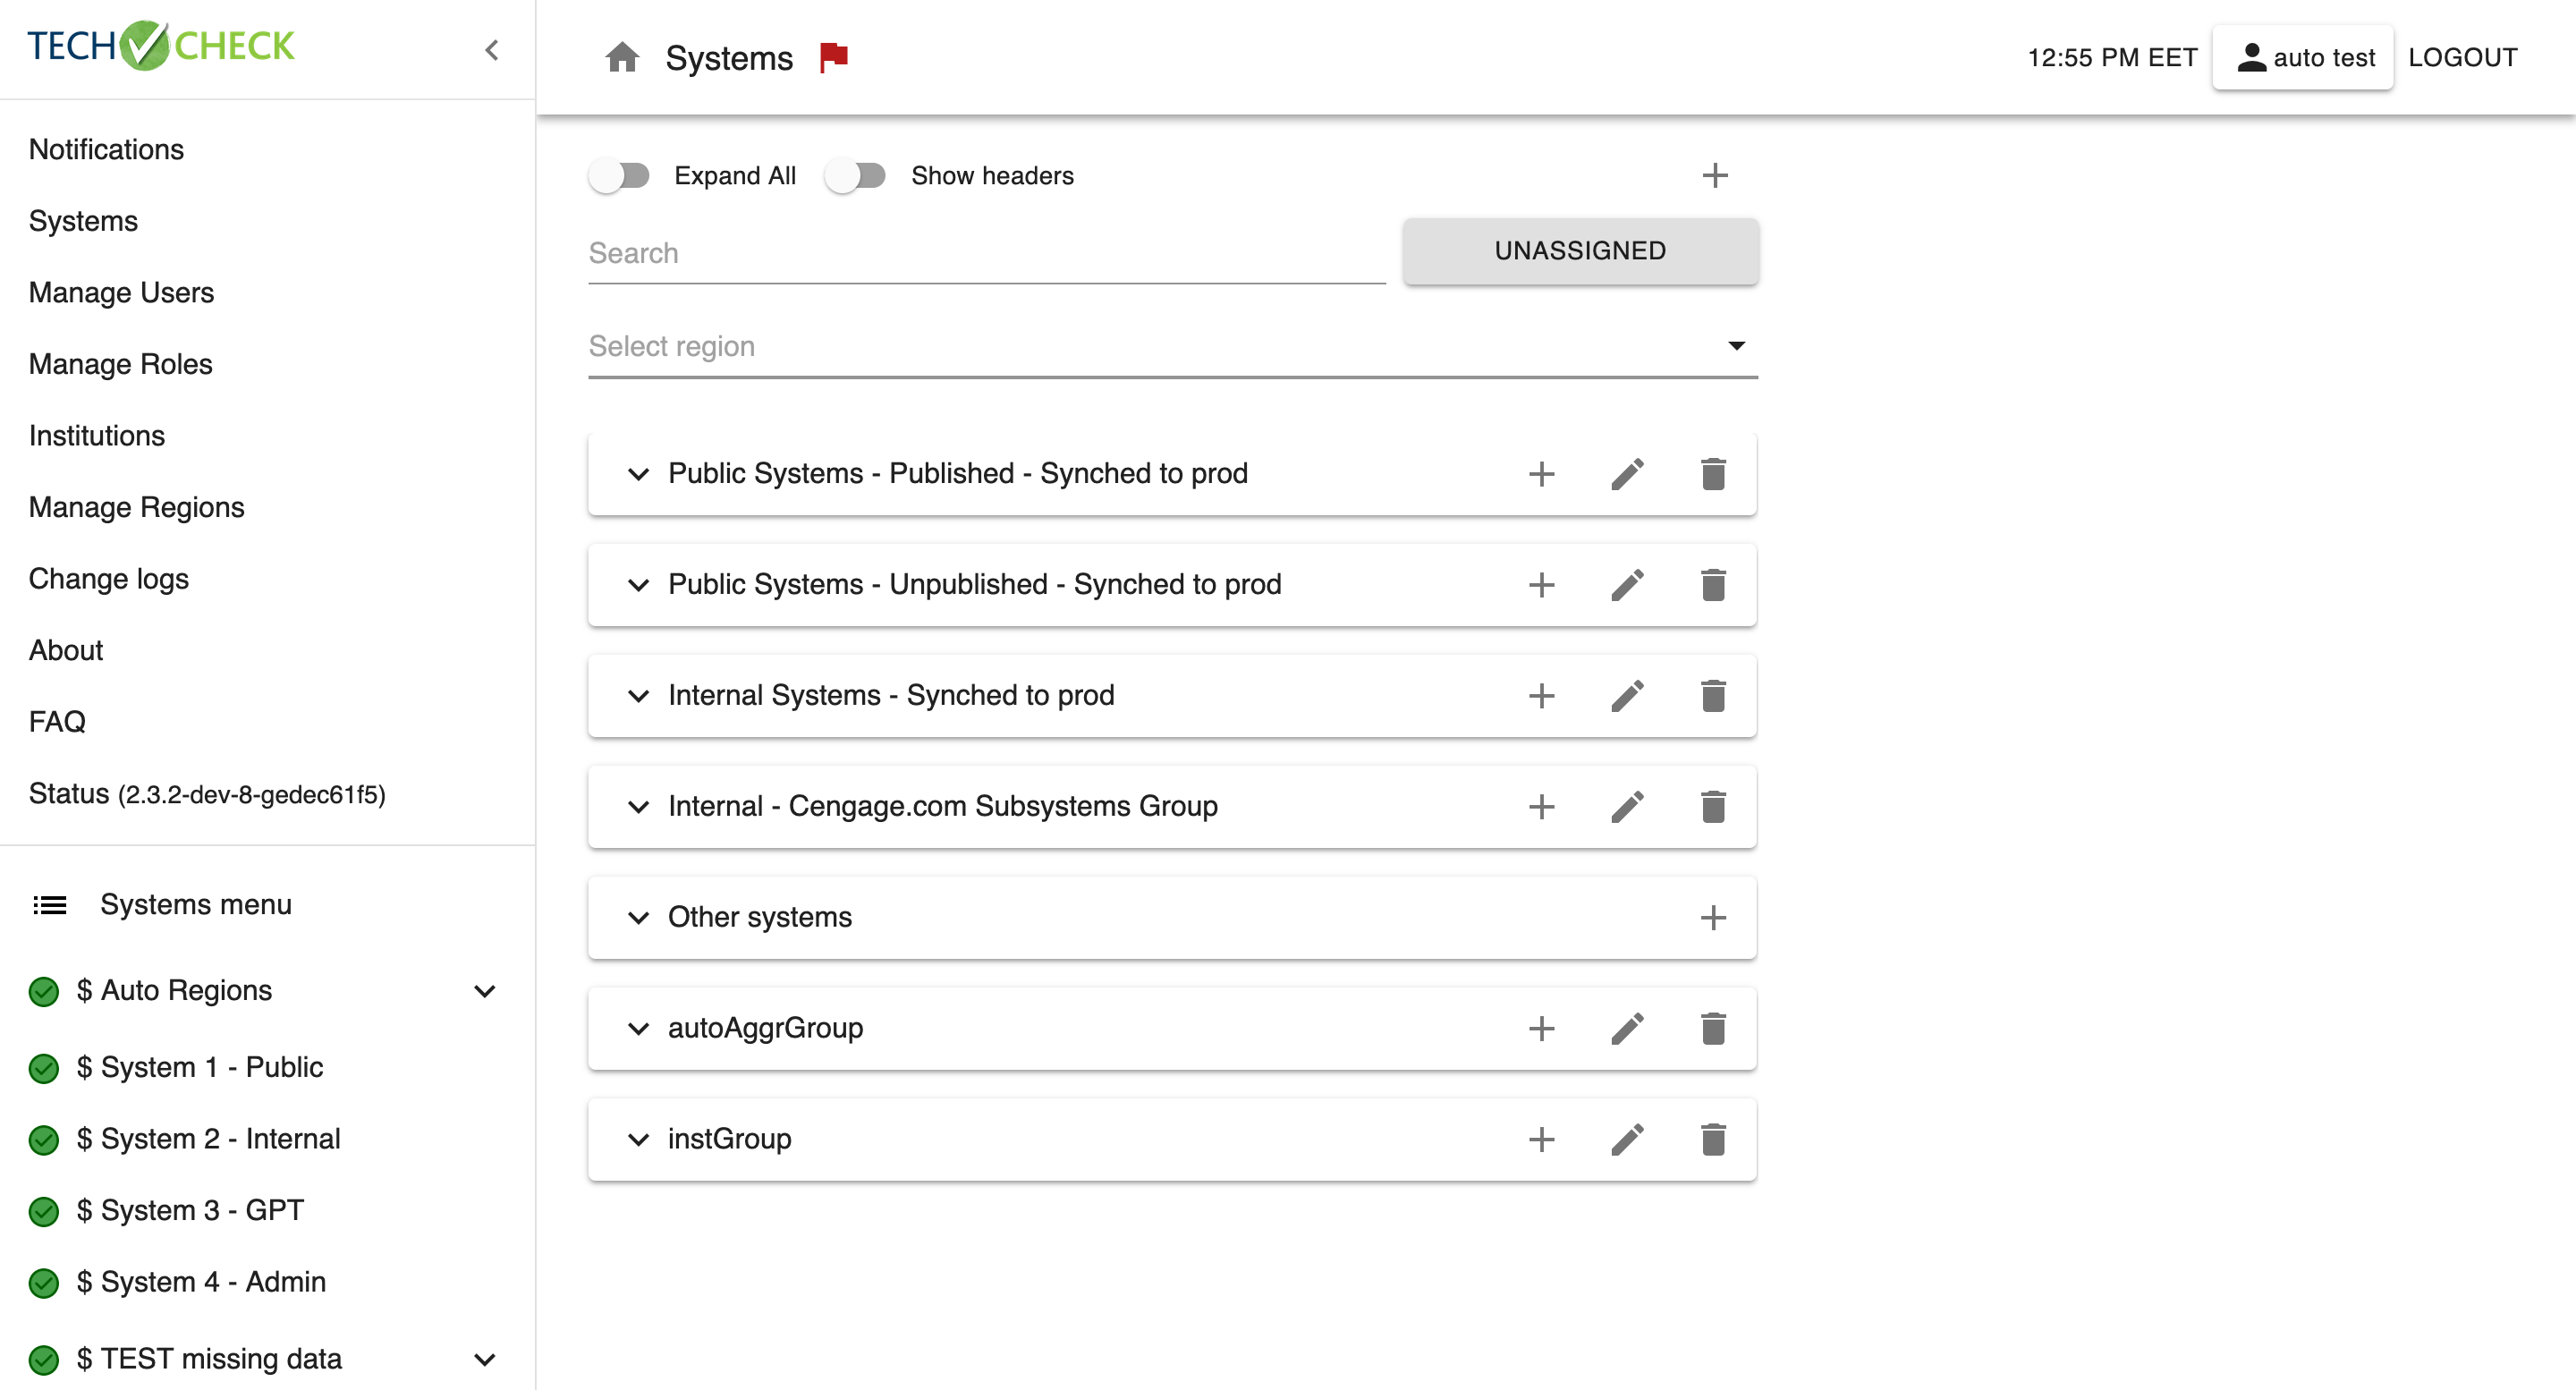 TECH CHECK
Systems
12:55 PM EET
auto test
LOGOUT
Notifications
Systems
Manage Users
Manage Roles
Institutions
Manage Regions
Change logs
About
FAQ
Status (2.3.2-dev-8-gedec61f5)
Systems menu
$ Auto Regions
$ System 1 - Public
$ System 2 - Internal
$ System 3 - GPT
$ System 4 - Admin
$ TEST missing data
Expand All
Show headers
Search
UNASSIGNED
Select region
Public Systems - Published - Synched to prod
Public Systems - Unpublished - Synched to prod
Internal Systems - Synched to prod
Internal - Cengage.com Subsystems Group
Other systems
autoAggrGroup
instGroup